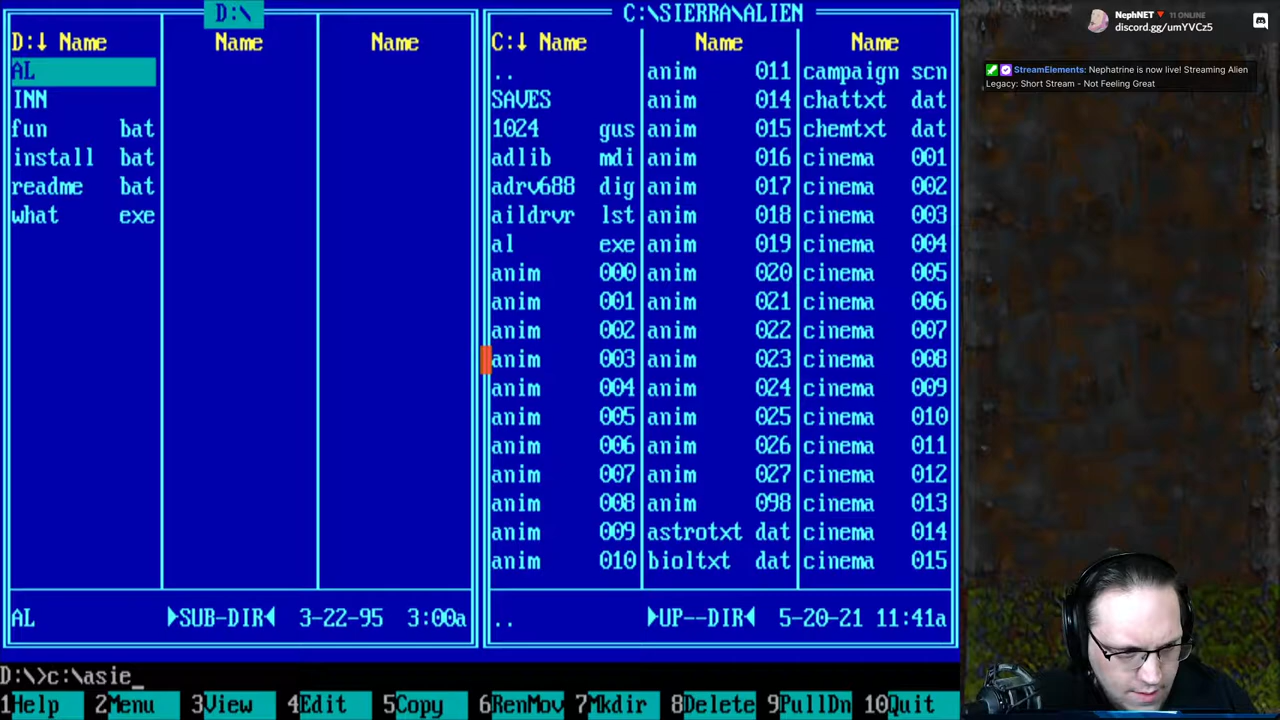 D:\
D:↓ Name Name Name
AL
INN
fun bat
install bat
readme bat
what exe
AL ►SUB-DIR◄ 3-22-95 3:00a
C:\SIERRA\ALIEN
C:↓ Name Name Name
.. anim 011 campaign scn
SAVES anim 014 chattxt dat
1024 gus anim 015 chemtxt dat
adlib mdi anim 016 cinema 001
adrv688 dig anim 017 cinema 002
aildrvr lst anim 018 cinema 003
al exe anim 019 cinema 004
anim 000 anim 020 cinema 005
anim 001 anim 021 cinema 006
anim 002 anim 022 cinema 007
anim 003 anim 023 cinema 008
anim 004 anim 024 cinema 009
anim 005 anim 025 cinema 010
anim 006 anim 026 cinema 011
anim 007 anim 027 cinema 012
anim 008 anim 098 cinema 013
anim 009 astrotxt dat cinema 014
anim 010 bioltxt dat cinema 015
.. ►UP--DIR◄ 5-20-21 11:41a
D:\>c:\asie_
1Help 2Menu 3View 4Edit 5Copy 6RenMov 7Mkdir 8Delete 9PullDn 10Quit
NephNET 11 ONLINE
discord.gg/umYVCz5
StreamElements: Nephatrine is now live! Streaming Alien
Legacy: Short Stream - Not Feeling Great